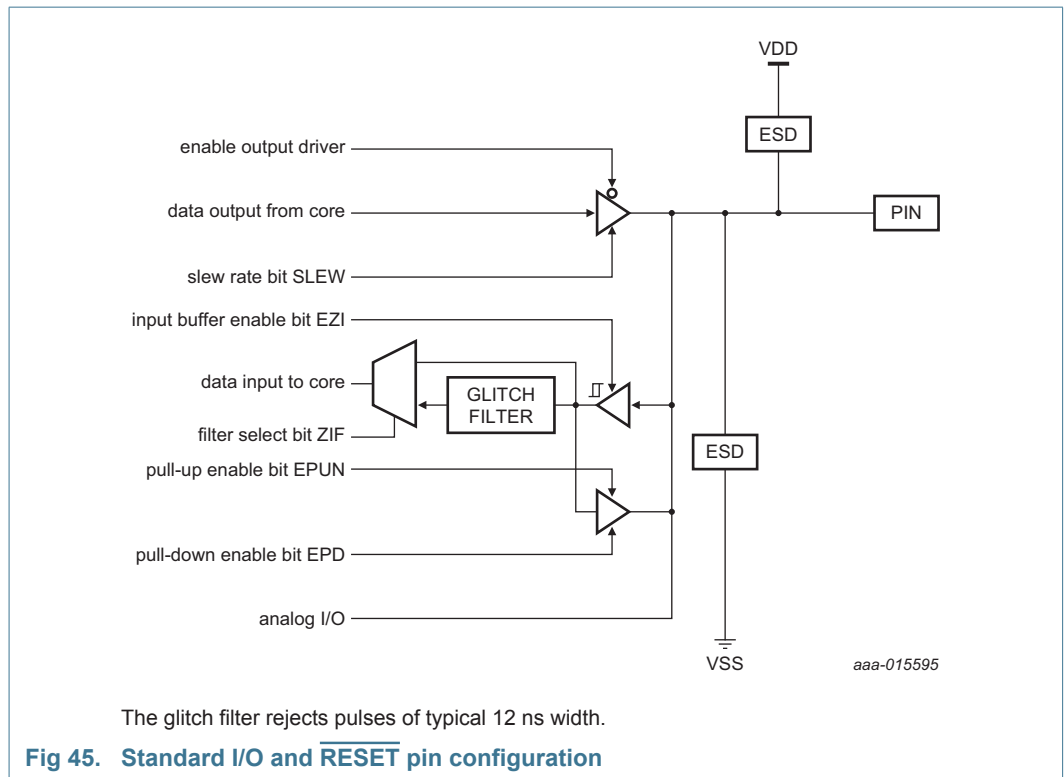 VDD
ESD
enable output driver
data output from core
PIN
slew rate bit SLEW
input buffer enable bit EZI
data input to core
GLITCH
FILTER
filter select bit ZIF
ESD
pull-up enable bit EPUN
pull-down enable bit EPD
analog I/O
VSS
aaa-015595
The glitch filter rejects pulses of typical 12 ns width.
Fig 45. Standard I/O and RESET pin configuration